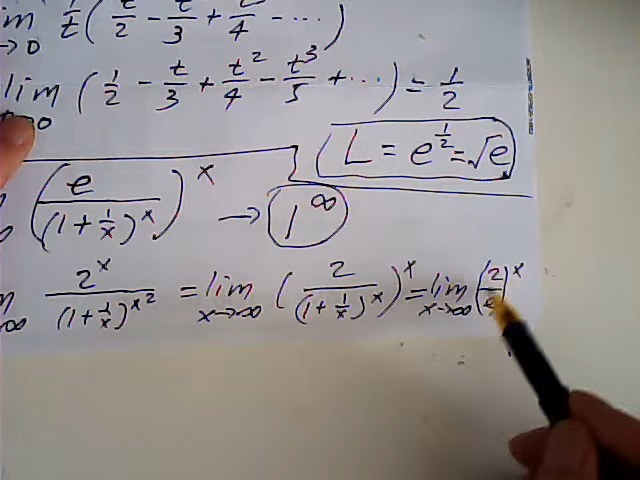 lim 1/t (t/2 - t/3 + t/4 - ···)
→0
lim (1/2 - t/3 + t²/4 - t³/5 + ···) = 1/2
→0
L = e^(1/2) = √e
(e/(1+1/x)^x)^x → 1^∞
2^x/(1+1/x)^(x²) = lim x→∞ (2/(1+1/x)^x)^x = lim x→∞ (2/e)^x